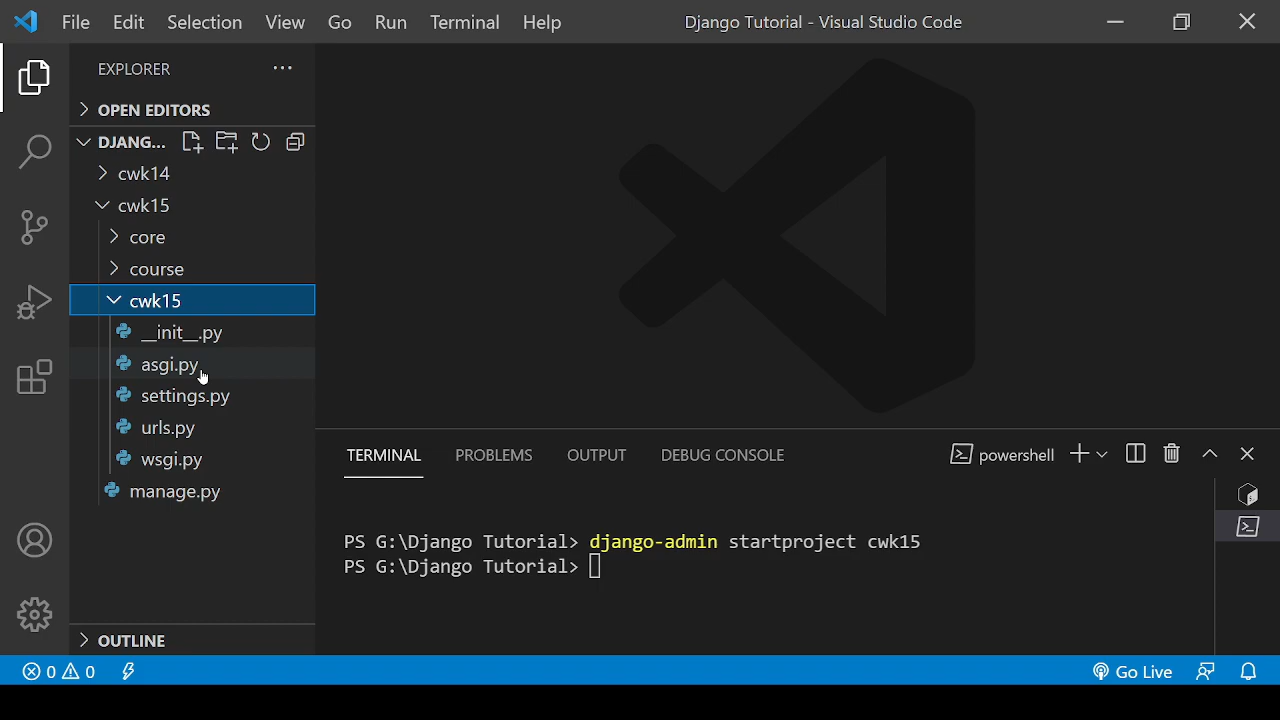 File Edit Selection View Go Run Terminal Help Django Tutorial - Visual Studio Code
EXPLORER
OPEN EDITORS
DJANG...
cwk14
cwk15
core
course
cwk15
__init__.py
asgi.py
settings.py
urls.py
wsgi.py
manage.py
OUTLINE
TERMINAL PROBLEMS OUTPUT DEBUG CONSOLE powershell
PS G:\Django Tutorial> django-admin startproject cwk15
PS G:\Django Tutorial>
0 0 Go Live